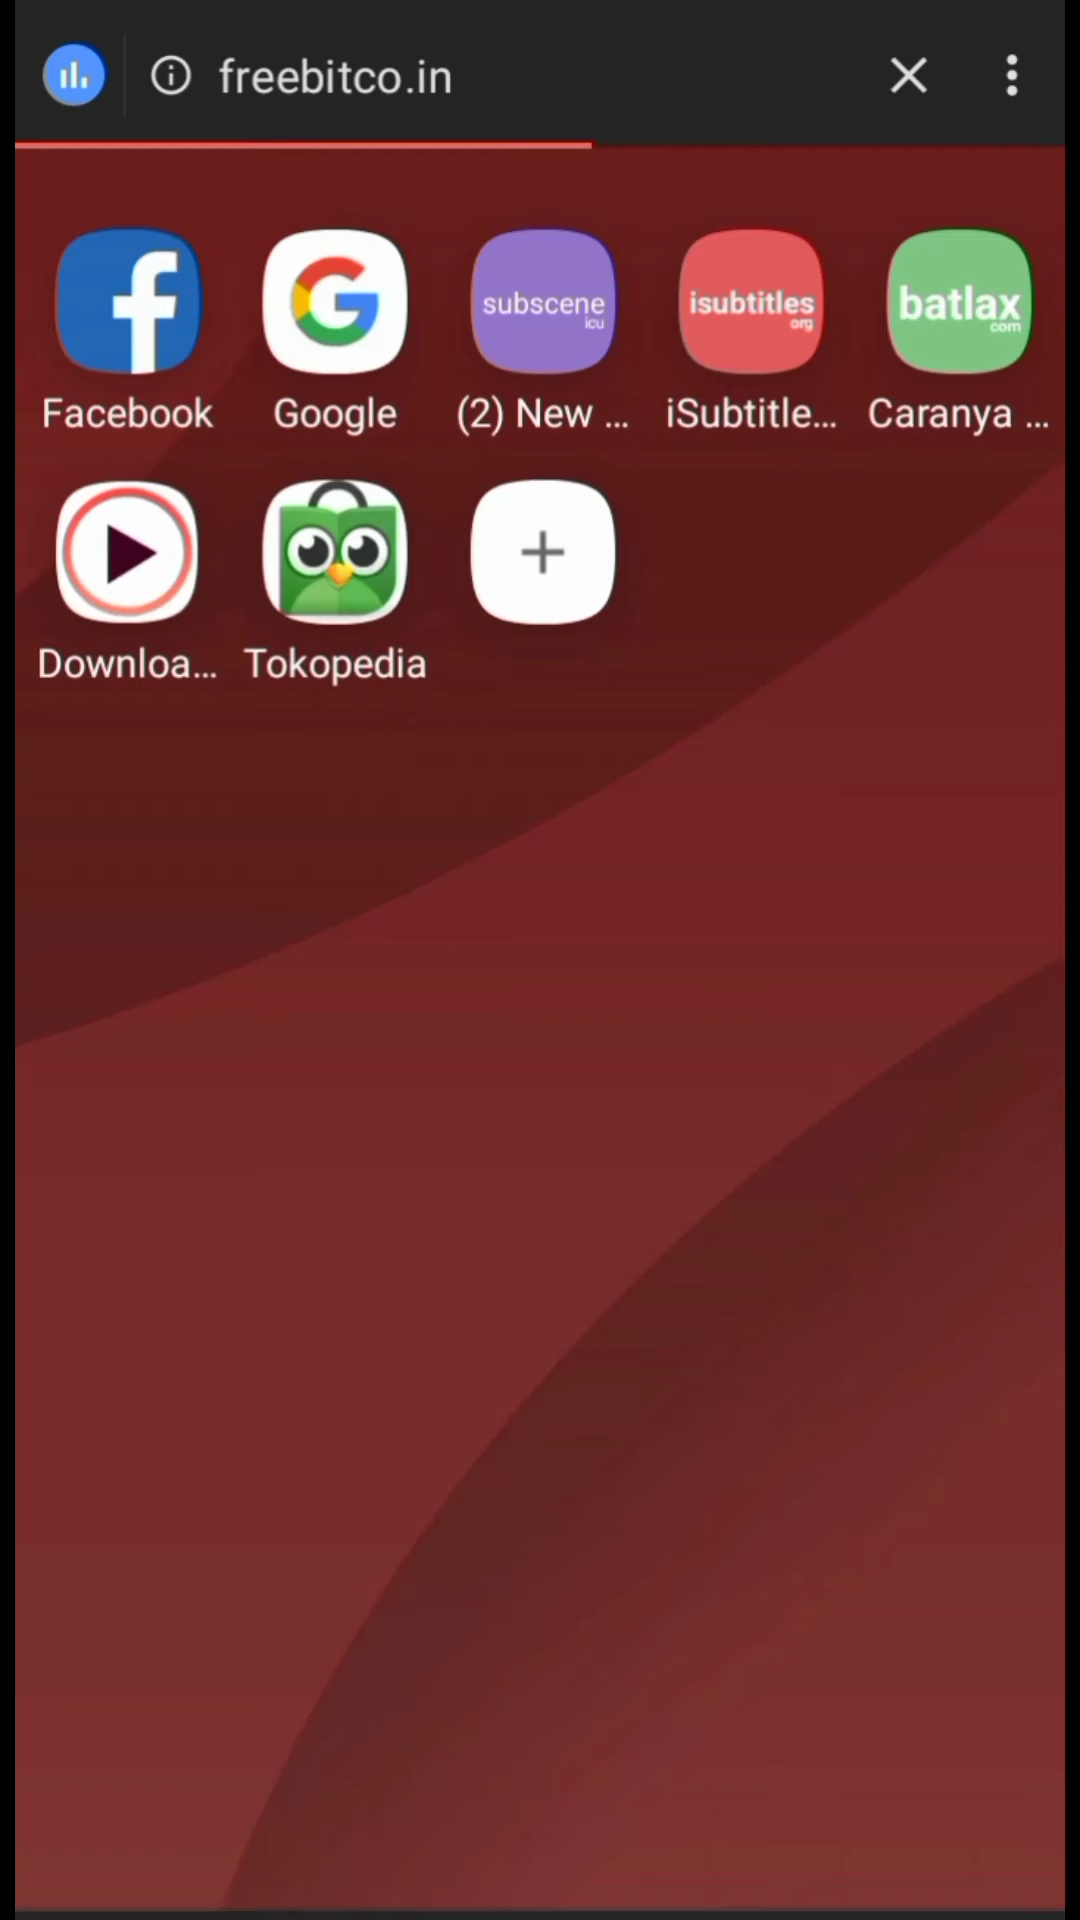 freebitco.in
subscene
icu
isubtitles
org
batlax
com
Facebook
Google
(2) New ...
iSubtitle...
Caranya ...
Downloa...
Tokopedia